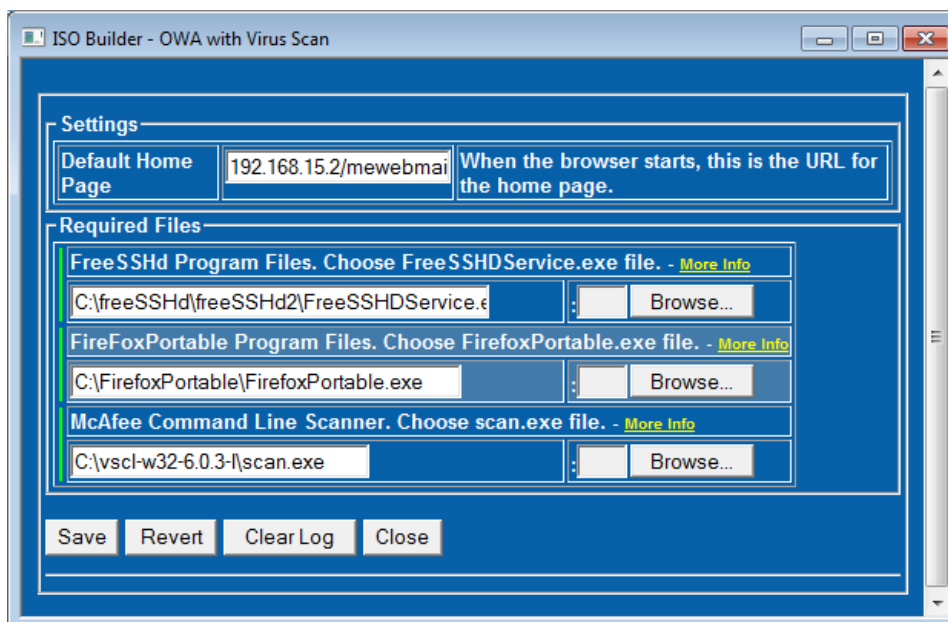 ISO Builder - OWA with Virus Scan
Settings
Default Home
Page
192.168.15.2/mewebmai
When the browser starts, this is the URL for
the home page.
Required Files
FreeSSHd Program Files. Choose FreeSSHDService.exe file. - More Info
C:\freeSSHd\freeSSHd2\FreeSSHDService.e
: Browse...
FireFoxPortable Program Files. Choose FirefoxPortable.exe file. - More Info
C:\FirefoxPortable\FirefoxPortable.exe
: Browse...
McAfee Command Line Scanner. Choose scan.exe file. - More Info
C:\vscl-w32-6.0.3-l\scan.exe
: Browse...
Save Revert Clear Log Close